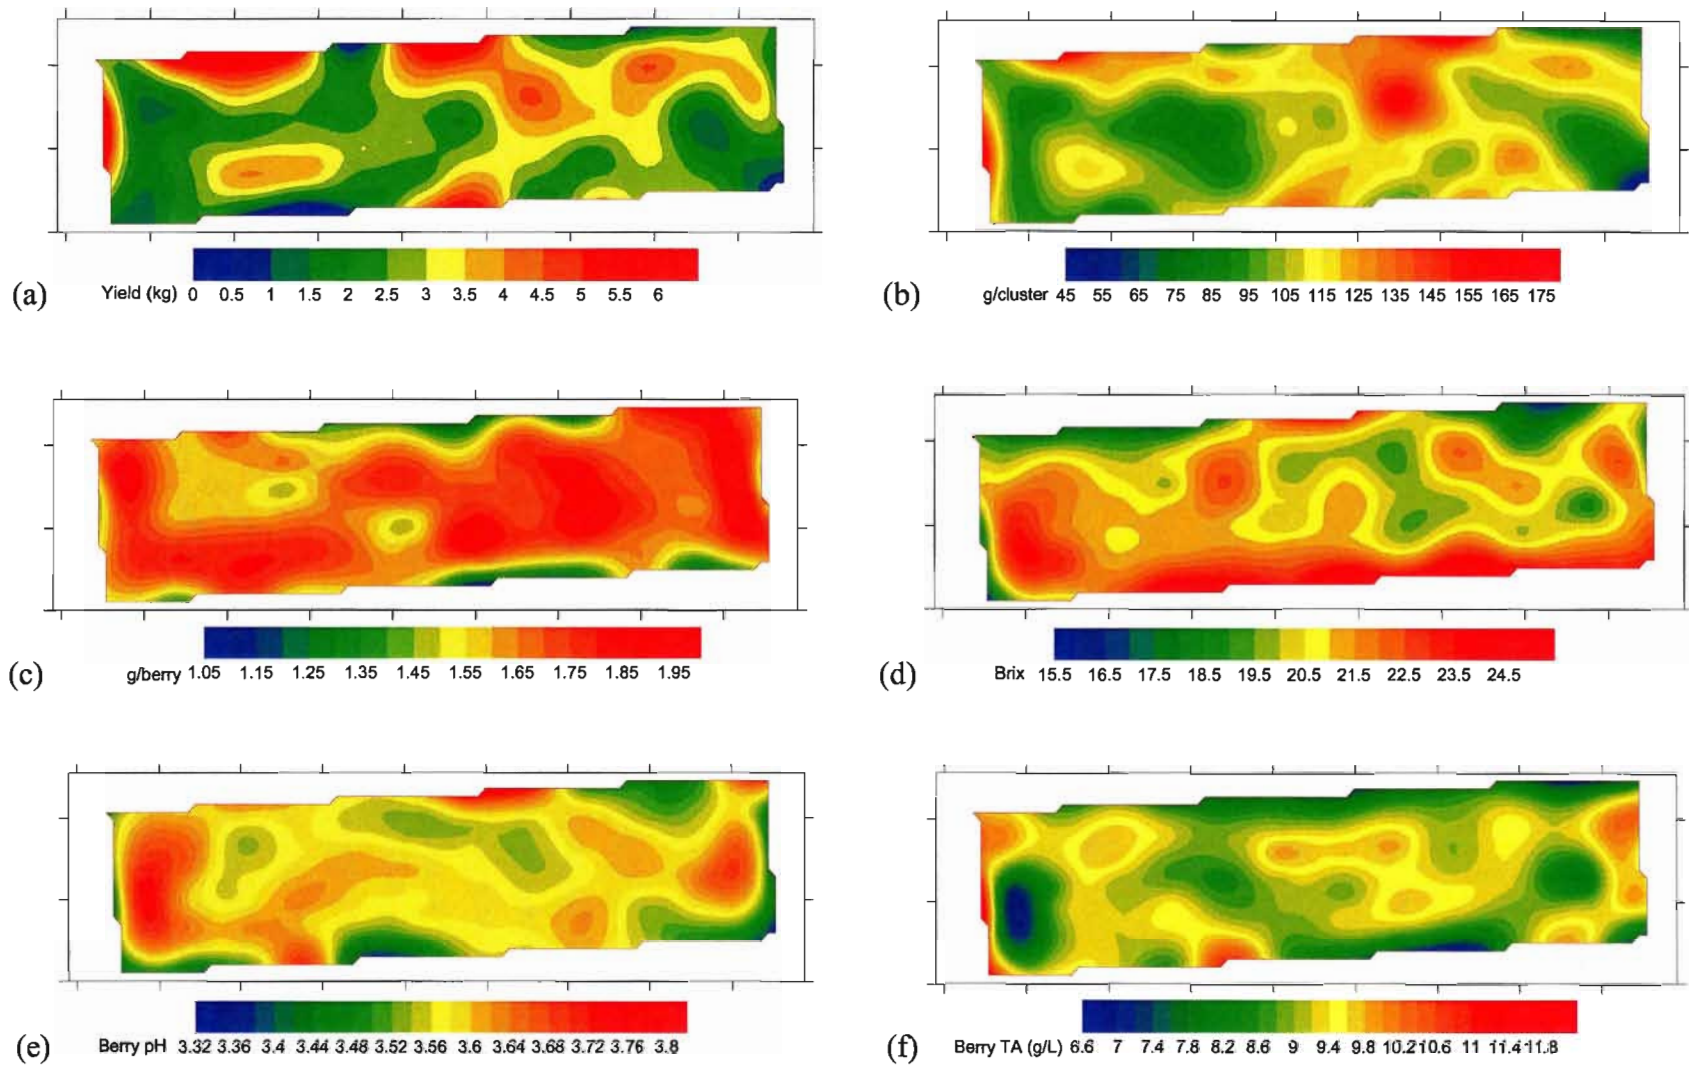 (a) Yield (kg) 0 0.5 1 1.5 2 2.5 3 3.5 4 4.5 5 5.5 6
(b) g/cluster 45 55 65 75 85 95 105 115 125 135 145 155 165 175
(c) g/berry 1.05 1.15 1.25 1.35 1.45 1.55 1.65 1.75 1.85 1.95
(d) Brix 15.5 16.5 17.5 18.5 19.5 20.5 21.5 22.5 23.5 24.5
(e) Berry pH 3.32 3.36 3.4 3.44 3.48 3.52 3.56 3.6 3.64 3.68 3.72 3.76 3.8
(f) Berry TA (g/L) 6.6 7 7.4 7.8 8.2 8.6 9 9.4 9.8 10.2 10.6 11 11.4 11.8